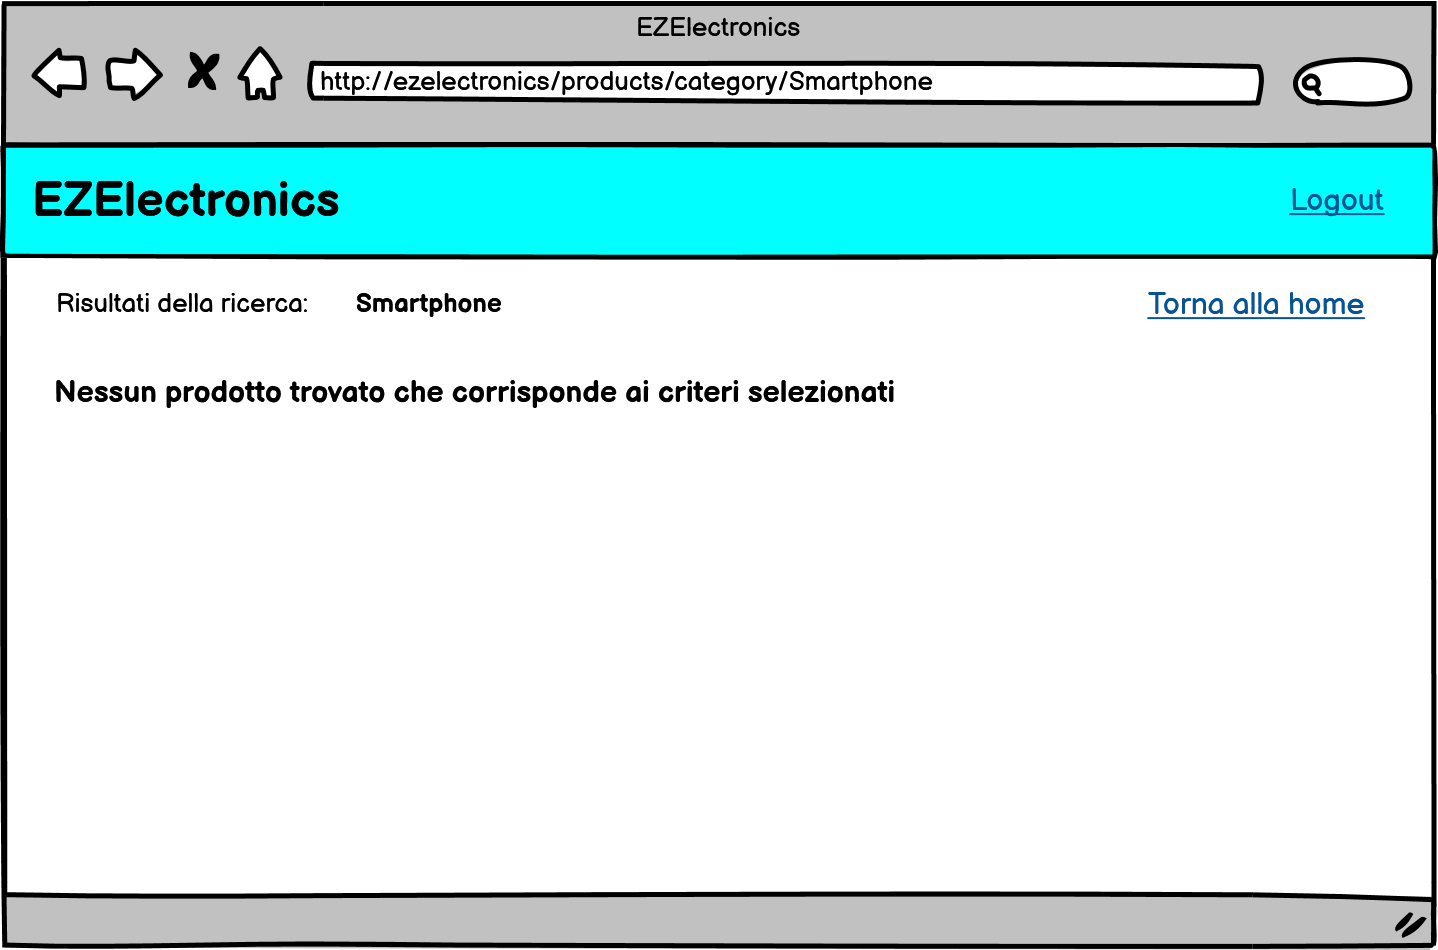 EZElectronics
http://ezelectronics/products/category/Smartphone
EZElectronics
Logout
Risultati della ricerca: Smartphone
Torna alla home
Nessun prodotto trovato che corrisponde ai criteri selezionati